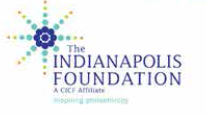 The
INDIANAPOLIS
FOUNDATION
A CICF Affiliate
inspiring philanthropy